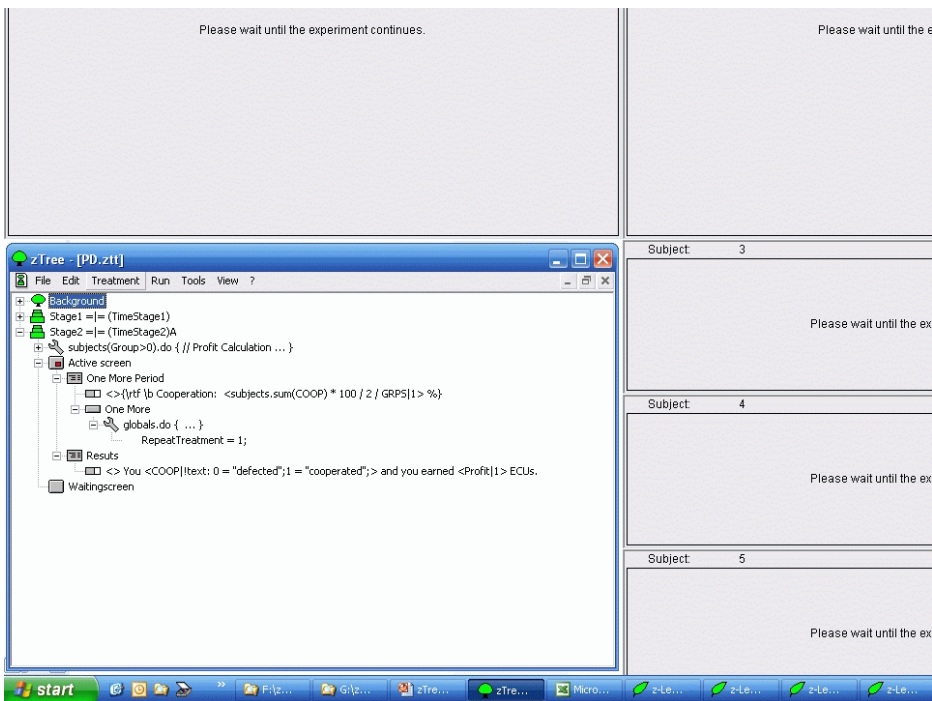 Please wait until the experiment continues.
Please wait until the e
zTree - [PD.ztt]
File Edit Treatment Run Tools View ?
Background
Stage1 =|= (TimeStage1)
Stage2 =|= (TimeStage2)A
subjects(Group>0).do { // Profit Calculation ... }
Active screen
One More Period
<>{\rtf \b Cooperation: <subjects.sum(COOP) * 100 / 2 / GRPS|1> %}
One More
globals.do { ... }
RepeatTreatment = 1;
Resuts
<> You <COOP|!text: 0 = "defected";1 = "cooperated";> and you earned <Profit|1> ECUs.
Waitingscreen
Subject 3
Please wait until the ex
Subject 4
Please wait until the ex
Subject 5
Please wait until the ex
start » F:\z... G:\z... zTre... zTre... Micro... z-Le... z-Le... z-Le... z-Le...